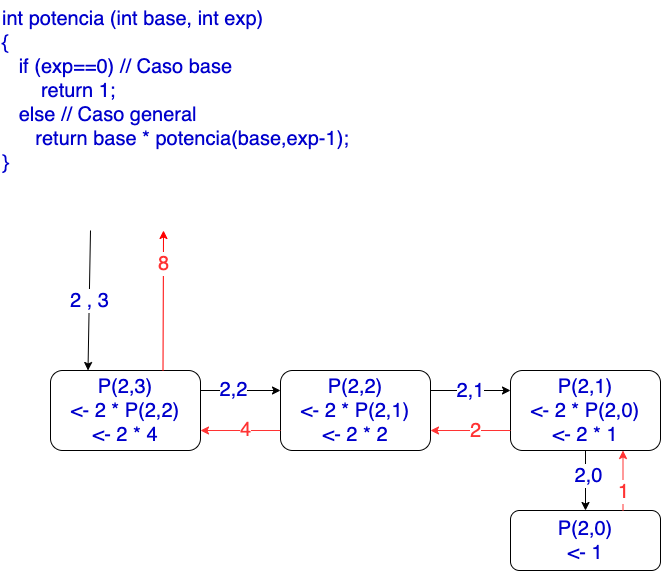 int potencia (int base, int exp)
{
if (exp==0) // Caso base
return 1;
else // Caso general
return base * potencia(base,exp-1);
}
8
2 , 3
P(2,3)
<- 2 * P(2,2)
<- 2 * 4
2,2
4
P(2,2)
<- 2 * P(2,1)
<- 2 * 2
2,1
2
P(2,1)
<- 2 * P(2,0)
<- 2 * 1
2,0
1
P(2,0)
<- 1